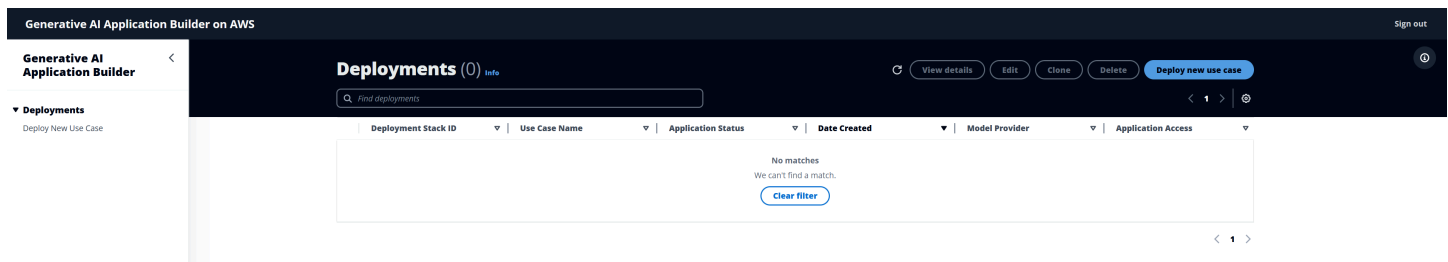 Generative AI Application Builder on AWS
Sign out
Generative AI
Application Builder
Deployments
Deploy New Use Case
Deployments (0) Info
View details Edit Clone Delete Deploy new use case
Find deployments
1
Deployment Stack ID Use Case Name Application Status Date Created Model Provider Application Access
No matches
We can't find a match.
Clear filter
1